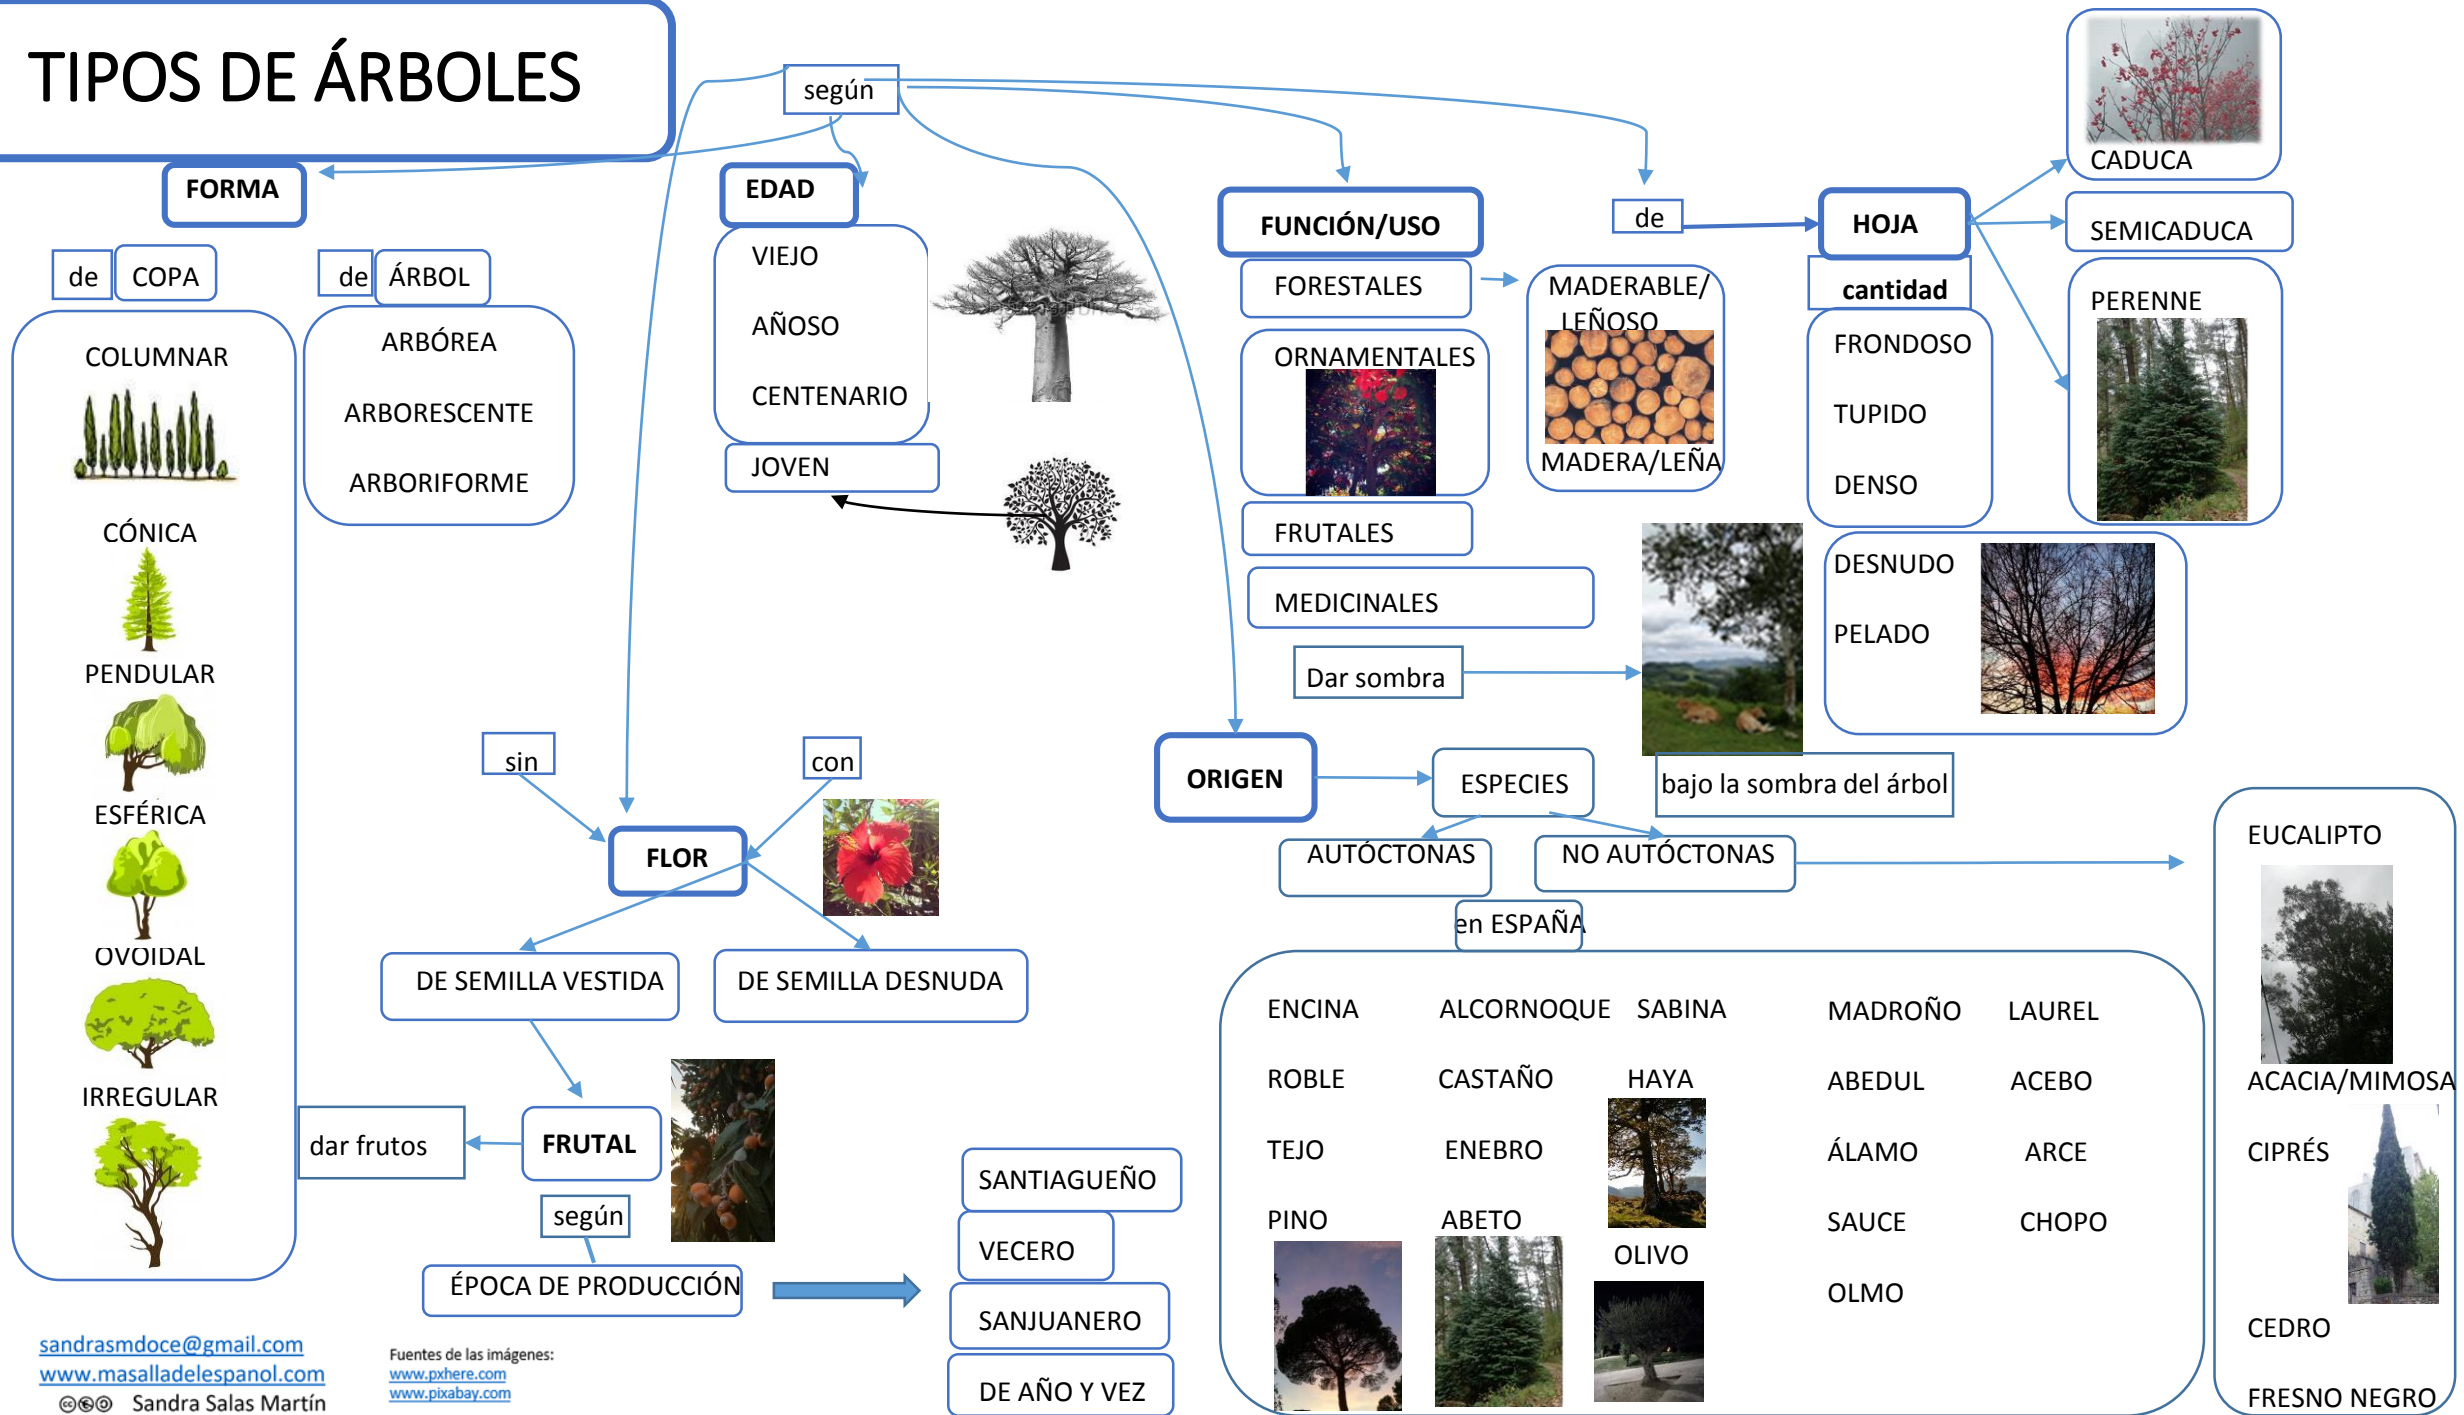 TIPOS DE ÁRBOLES
según
FORMA
de COPA
COLUMNAR
CÓNICA
PENDULAR
ESFÉRICA
OVOIDAL
IRREGULAR
de ÁRBOL
ARBÓREA
ARBORESCENTE
ARBORIFORME
EDAD
VIEJO
AÑOSO
CENTENARIO
JOVEN
FUNCIÓN/USO
FORESTALES
MADERABLE/
LEÑOSO
MADERA/LEÑA
ORNAMENTALES
FRUTALES
MEDICINALES
Dar sombra
bajo la sombra del árbol
de
HOJA
CADUCA
SEMICADUCA
PERENNE
cantidad
FRONDOSO
TUPIDO
DENSO
DESNUDO
PELADO
sin
con
FLOR
DE SEMILLA VESTIDA
DE SEMILLA DESNUDA
FRUTAL
dar frutos
según
ÉPOCA DE PRODUCCIÓN
SANTIAGUEÑO
VECERO
SANJUANERO
DE AÑO Y VEZ
ORIGEN
ESPECIES
AUTÓCTONAS
NO AUTÓCTONAS
en ESPAÑA
ENCINA ALCORNOQUE SABINA MADROÑO LAUREL
ROBLE CASTAÑO HAYA ABEDUL ACEBO
TEJO ENEBRO ÁLAMO ARCE
PINO ABETO SAUCE CHOPO
OLIVO
OLMO
EUCALIPTO
ACACIA/MIMOSA
CIPRÉS
CEDRO
FRESNO NEGRO
sandrasmdoce@gmail.com
www.masalladelespanol.com
Sandra Salas Martín
Fuentes de las imágenes:
www.pxhere.com
www.pixabay.com